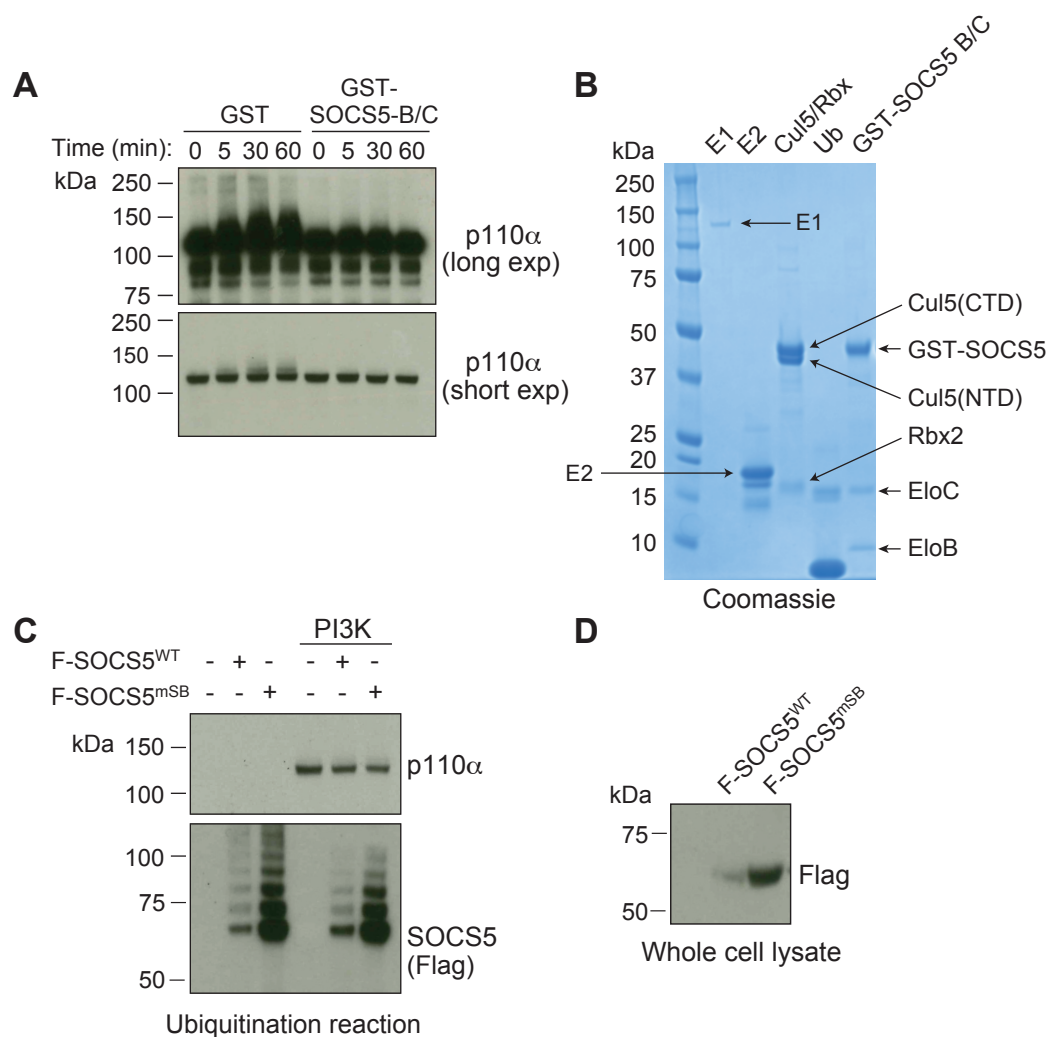 A
GST
GST-
SOCS5-B/C
Time (min): 0 5 30 60 0 5 30 60
kDa
250
150
100
75
p110α
(long exp)
250
150
100
p110α
(short exp)
B
E1 E2 Cul5/Rbx Ub GST-SOCS5 B/C
kDa
250
150
100
75
50
37
25
20
15
10
E1
E2
Cul5(CTD)
GST-SOCS5
Cul5(NTD)
Rbx2
EloC
EloB
Coomassie
C
PI3K
F-SOCS5WT - + - - + -
F-SOCS5mSB - - + - - +
kDa
150
100
p110α
100
75
50
SOCS5
(Flag)
Ubiquitination reaction
D
F-SOCS5WT F-SOCS5mSB
kDa
75
50
Flag
Whole cell lysate